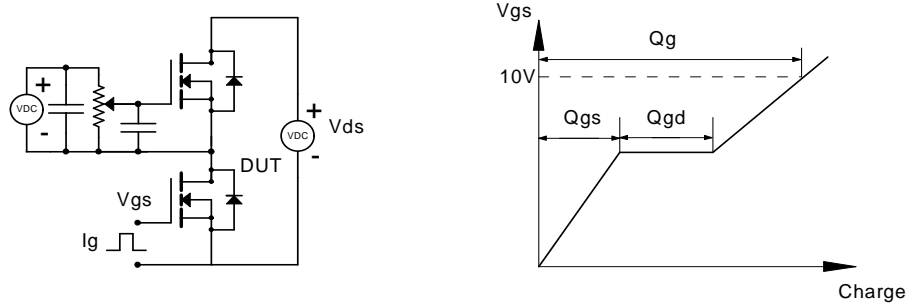 +
VDC
-
+
VDC
-
Vds
DUT
Vgs
Ig
Vgs
Qg
10V
Qgs
Qgd
Charge